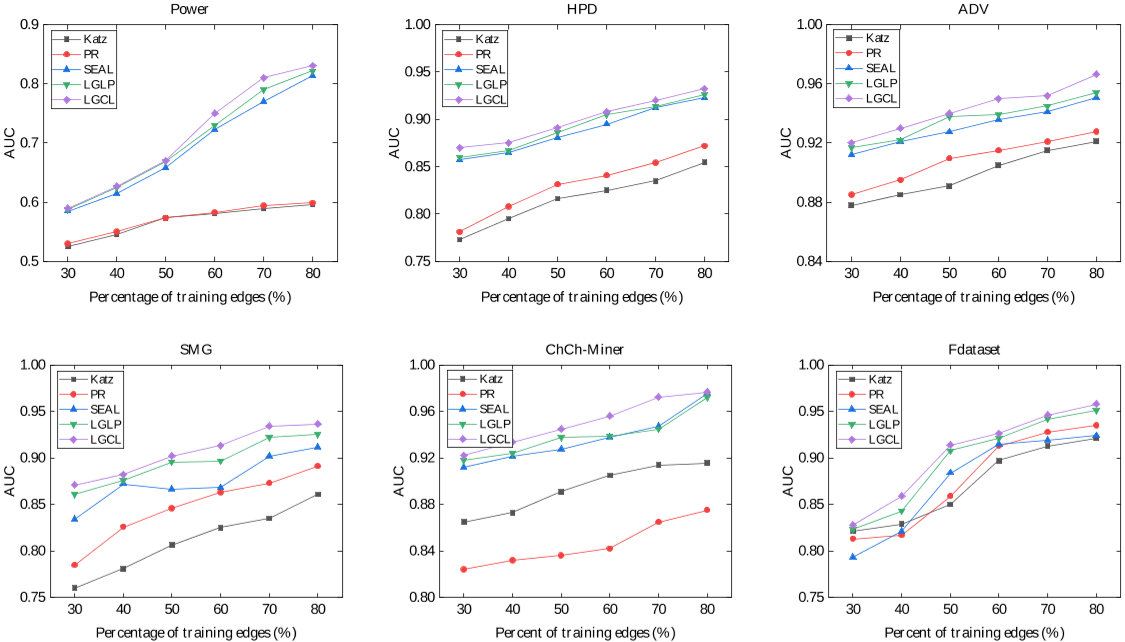 Power
0.9
0.8
0.7
0.6
0.5
AUC
Katz
PR
SEAL
LGLP
LGCL
30 40 50 60 70 80
Percentage of training edges (%)
HPD
1.00
0.95
0.90
0.85
0.80
0.75
AUC
Katz
PR
SEAL
LGLP
LGCL
30 40 50 60 70 80
Percentage of training edges (%)
ADV
1.00
0.96
0.92
0.88
0.84
AUC
Katz
PR
SEAL
LGLP
LGCL
30 40 50 60 70 80
Percentage of training edges (%)
SMG
1.00
0.95
0.90
0.85
0.80
0.75
AUC
Katz
PR
SEAL
LGLP
LGCL
30 40 50 60 70 80
Percentage of training edges (%)
ChCh-Miner
1.00
0.96
0.92
0.88
0.84
0.80
AUC
Katz
PR
SEAL
LGLP
LGCL
30 40 50 60 70 80
Percent of training edges (%)
Fdataset
1.00
0.95
0.90
0.85
0.80
0.75
AUC
Katz
PR
SEAL
LGLP
LGCL
30 40 50 60 70 80
Percent of training edges (%)